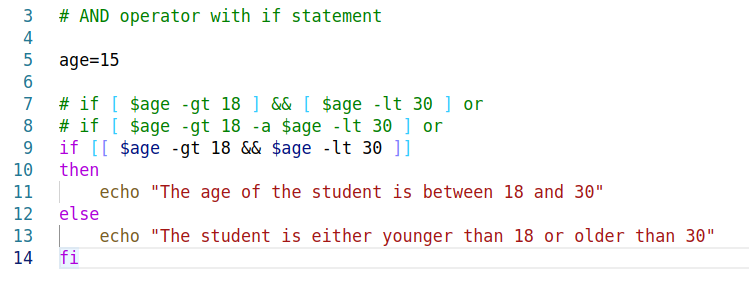 3 # AND operator with if statement
4
5 age=15
6
7 # if [ $age -gt 18 ] && [ $age -lt 30 ] or
8 # if [ $age -gt 18 -a $age -lt 30 ] or
9 if [[ $age -gt 18 && $age -lt 30 ]]
10 then
11     echo "The age of the student is between 18 and 30"
12 else
13     echo "The student is either younger than 18 or older than 30"
14 fi